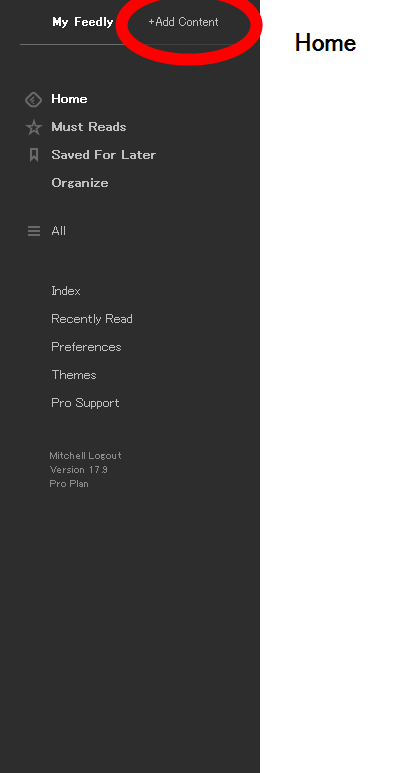 My Feedly
+Add Content
Home
Home
Must Reads
Saved For Later
Organize
All
Index
Recently Read
Preferences
Themes
Pro Support
Mitchell Logout
Version 17.9
Pro Plan